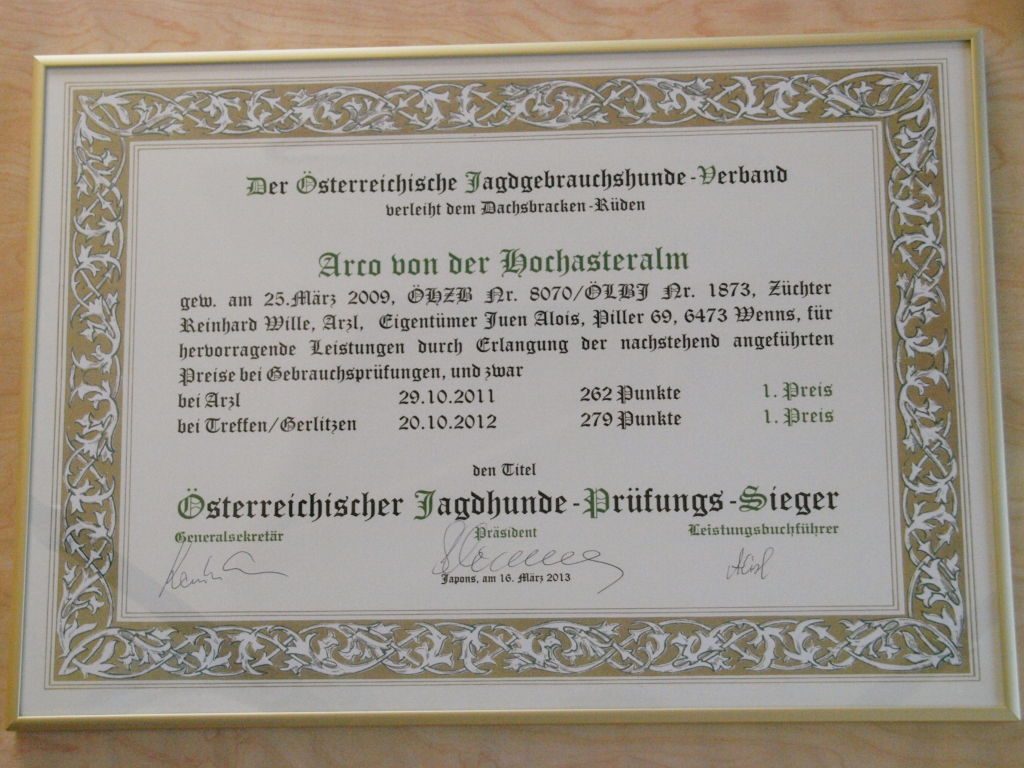 Der Österreichische Jagdgebrauchshunde-Verband
verleiht dem Dachsbracken-Rüden
Arco von der Hochasteralm
gew. am 25.März 2009, ÖHZB Nr. 8070/ÖLBJ Nr. 1873, Züchter
Reinhard Wille, Arzl, Eigentümer Juen Alois, Piller 69, 6473 Wenns, für
hervorragende Leistungen durch Erlangung der nachstehend angeführten
Preise bei Gebrauchsprüfungen, und zwar
bei Arzl 29.10.2011 262 Punkte 1. Preis
bei Treffen/Gerlitzen 20.10.2012 279 Punkte 1. Preis
den Titel
Österreichischer Jagdhunde-Prüfungs-Sieger
Generalsekretär Präsident Leistungsbuchführer
Japons, am 16. März 2013